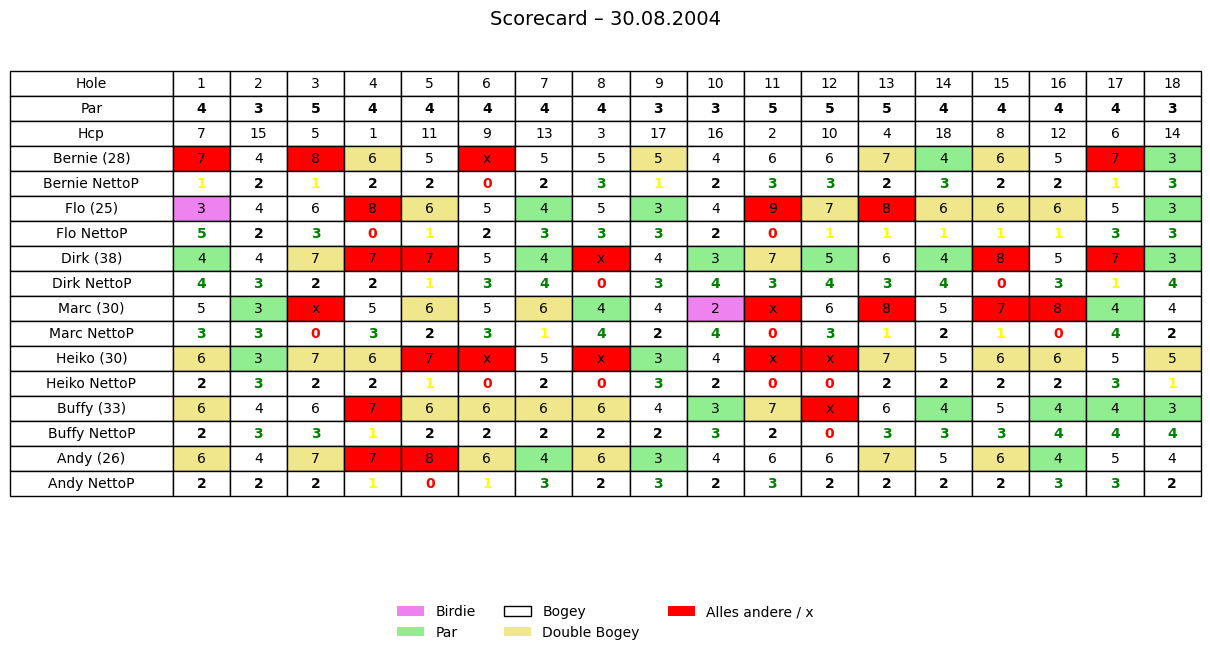 Scorecard – 30.08.2004
Hole 1 2 3 4 5 6 7 8 9 10 11 12 13 14 15 16 17 18
Par 4 3 5 4 4 4 4 4 3 3 5 5 5 4 4 4 4 3
Hcp 7 15 5 1 11 9 13 3 17 16 2 10 4 18 8 12 6 14
Bernie (28) 7 4 8 6 5 x 5 5 5 4 6 6 7 4 6 5 7 3
Bernie NettoP 1 2 1 2 2 0 2 3 1 2 3 3 2 3 2 2 1 3
Flo (25) 3 4 6 8 6 5 4 5 3 4 9 7 8 6 6 6 5 3
Flo NettoP 5 2 3 0 1 2 3 3 3 2 0 1 1 1 1 1 3 3
Dirk (38) 4 4 7 7 7 5 4 x 4 3 7 5 6 4 8 5 7 3
Dirk NettoP 4 3 2 2 1 3 4 0 3 4 3 4 3 4 0 3 1 4
Marc (30) 5 3 x 5 6 5 6 4 4 2 x 6 8 5 7 8 4 4
Marc NettoP 3 3 0 3 2 3 1 4 2 4 0 3 1 2 1 0 4 2
Heiko (30) 6 3 7 6 7 x 5 x 3 4 x x 7 5 6 6 5 5
Heiko NettoP 2 3 2 2 1 0 2 0 3 2 0 0 2 2 2 2 3 1
Buffy (33) 6 4 6 7 6 6 6 6 4 3 7 x 6 4 5 4 4 3
Buffy NettoP 2 3 3 1 2 2 2 2 2 3 2 0 3 3 3 4 4 4
Andy (26) 6 4 7 7 8 6 4 6 3 4 6 6 7 5 6 4 5 4
Andy NettoP 2 2 2 1 0 1 3 2 3 2 3 2 2 2 2 3 3 2
Birdie Bogey Alles andere / x
Par Double Bogey